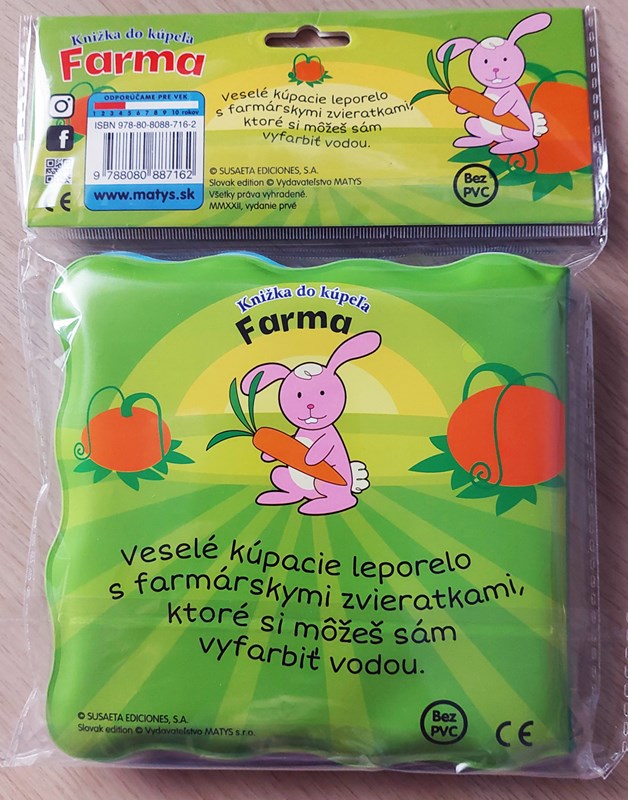 Knižka do kúpeľa
Farma
ODPORÚČAME PRE VEK
1 2 3 4 5 6 7 8 9 10 rokov
ISBN 978-80-8088-716-2
9 788080 887162
www.matys.sk
Veselé kúpacie leporelo
s farmárskymi zvieratkami,
ktoré si môžeš sám
vyfarbiť vodou.
© SUSAETA EDICIONES, S.A.
Slovak edition © Vydavateľstvo MATYS
Všetky práva vyhradené.
MMXXII, vydanie prvé
Bez
PVC
CE
Knižka do kúpeľa
Farma
Veselé kúpacie leporelo
s farmárskymi zvieratkami,
ktoré si môžeš sám
vyfarbiť vodou.
© SUSAETA EDICIONES, S.A.
Slovak edition © Vydavateľstvo MATYS s.r.o.
Bez
PVC
CE